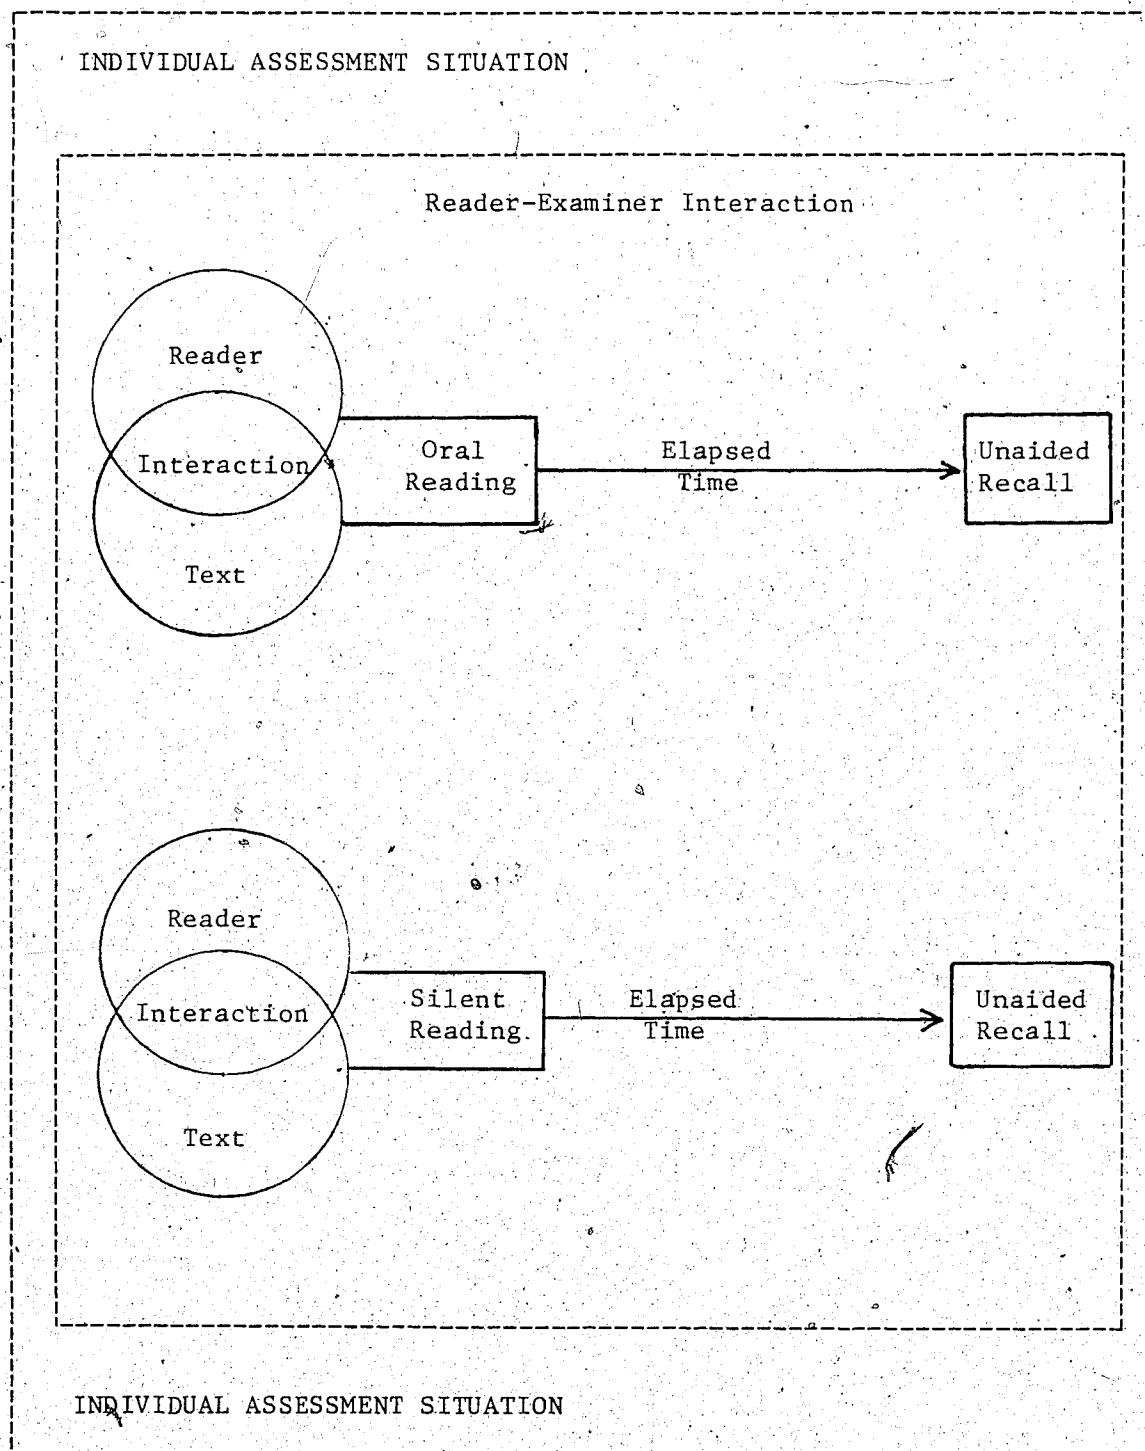 INDIVIDUAL ASSESSMENT SITUATION
Reader-Examiner Interaction
Reader
Interaction
Text
Oral
Reading
Elapsed
Time
Unaided
Recall
Reader
Interaction
Text
Silent
Reading.
Elapsed
Time
Unaided
Recall
INDIVIDUAL ASSESSMENT SITUATION